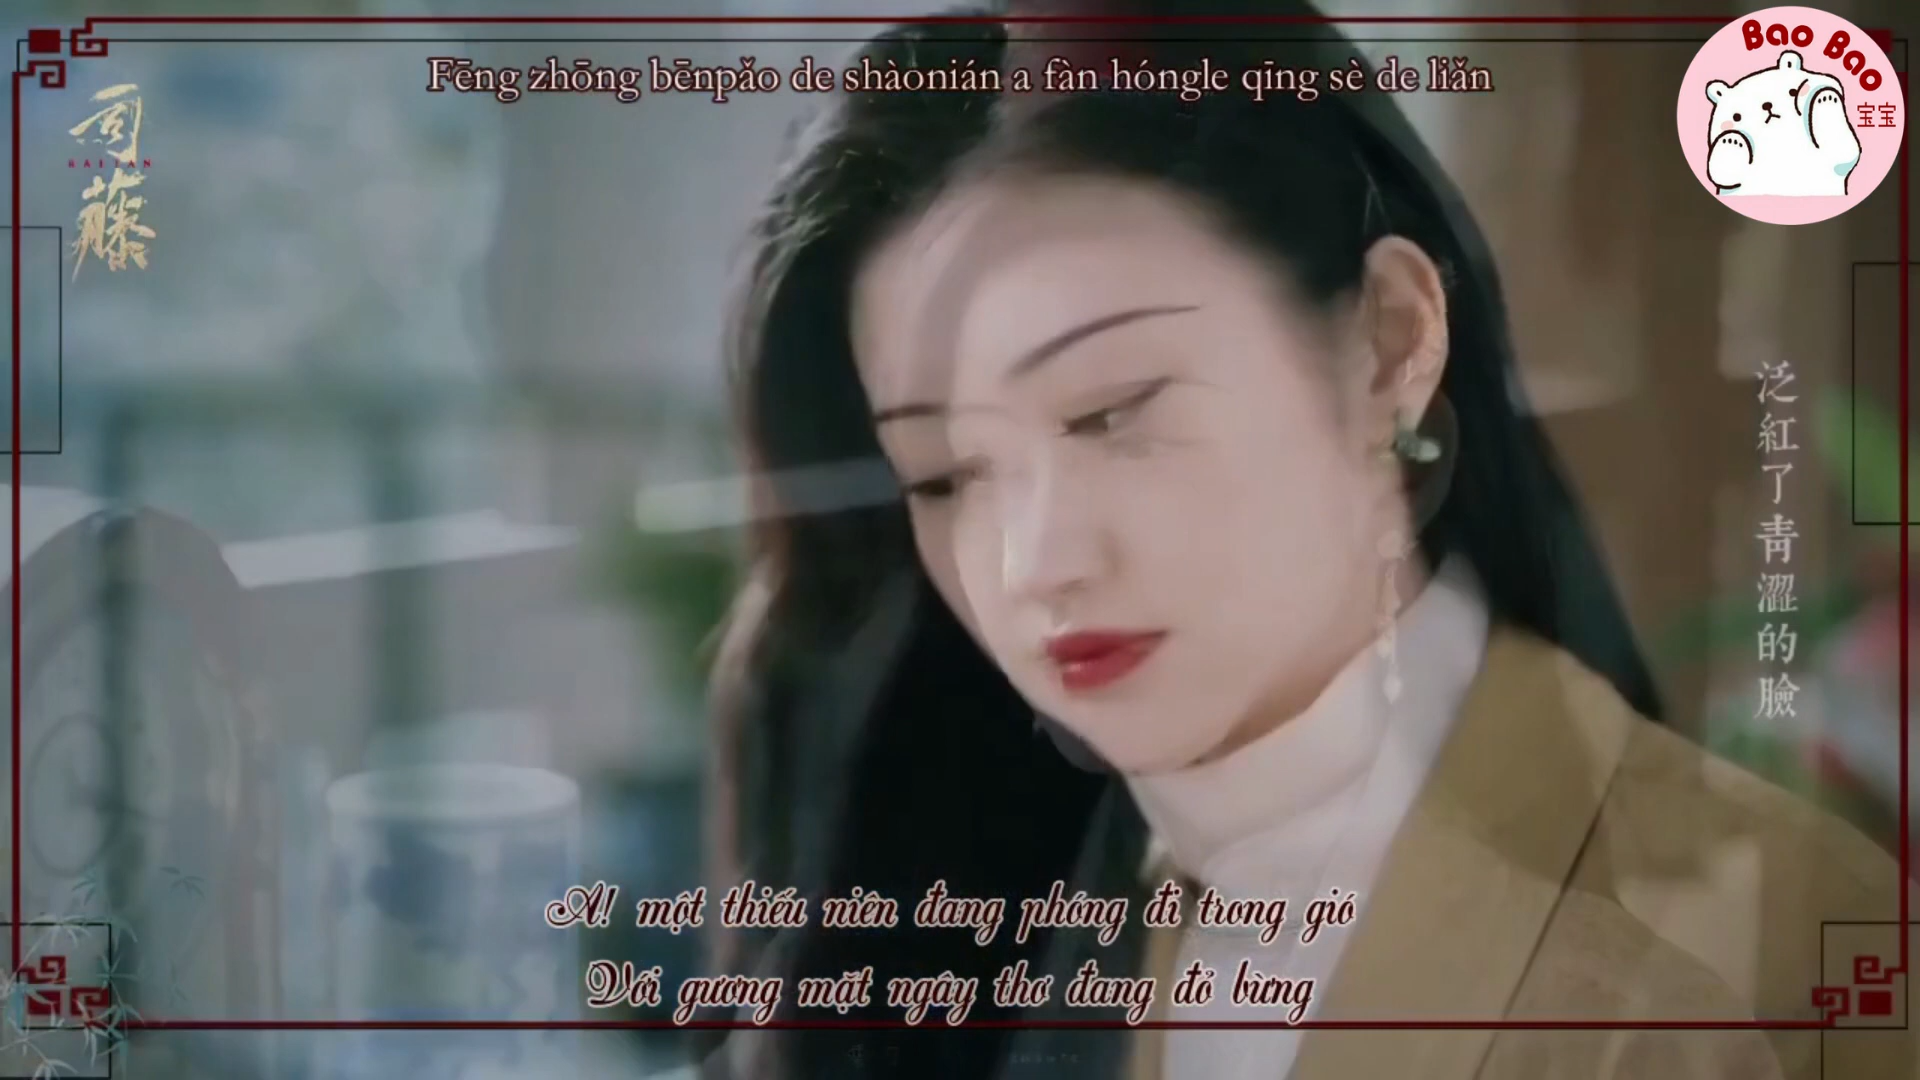 Fēng zhōng bēnpǎo de shàonián a fàn hóngle qīng sè de liǎn
Bao Bao
宝宝
司藤
RATTAN
泛紅了青澀的臉
A! một thiếu niên đang phóng đi trong gió
Với gương mặt ngây thơ đang đỏ bừng